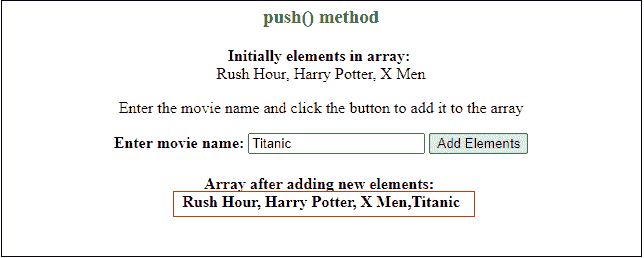 push() method
Initially elements in array:
Rush Hour, Harry Potter, X Men
Enter the movie name and click the button to add it to the array
Enter movie name: Titanic Add Elements
Array after adding new elements:
Rush Hour, Harry Potter, X Men,Titanic